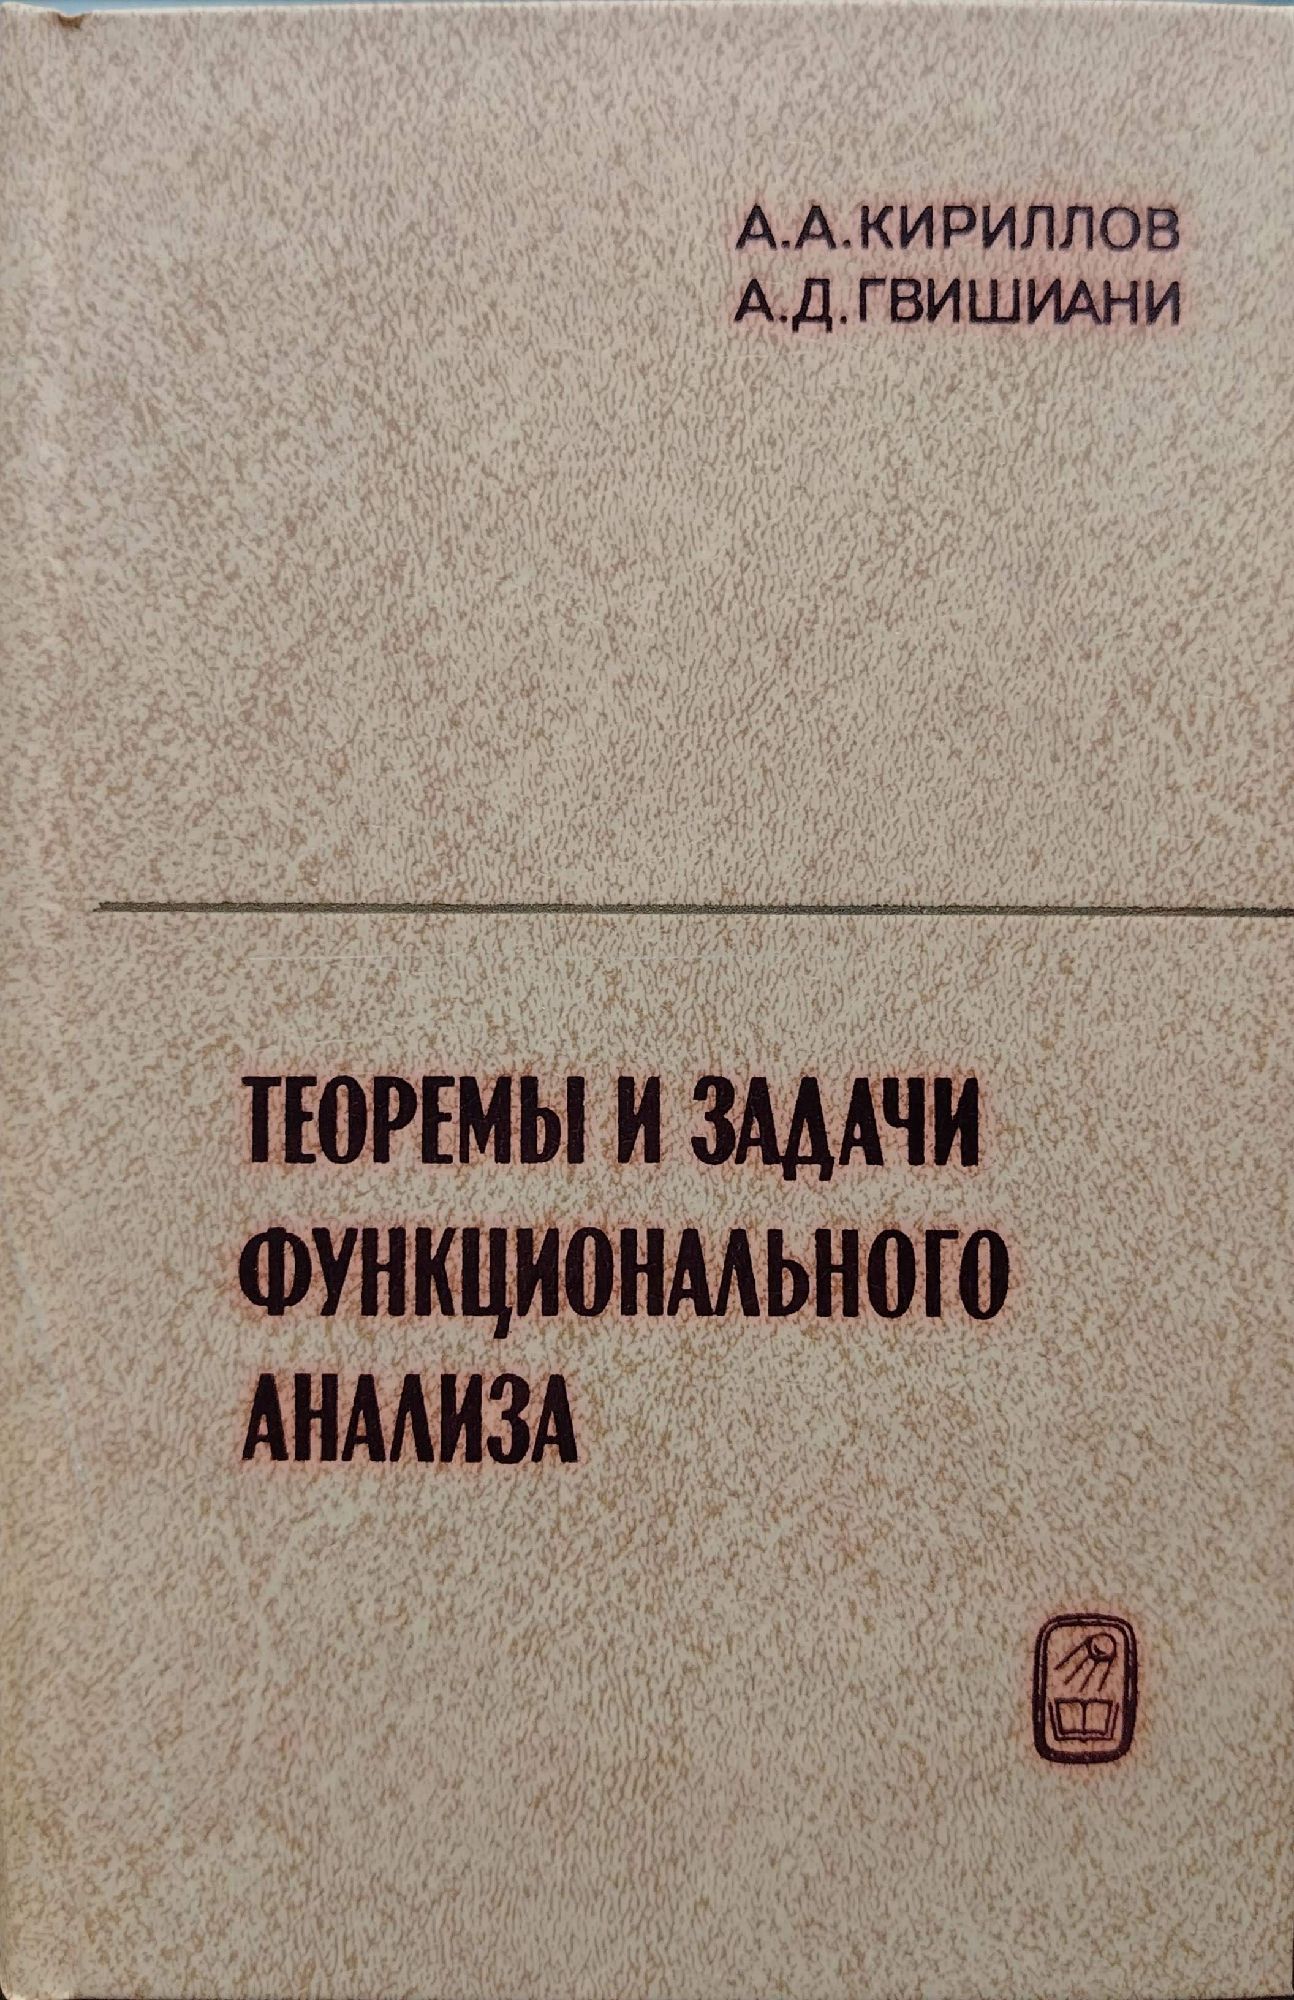 А.А.КИРИЛЛОВ
А.Д.ГВИШИАНИ
ТЕОРЕМЫ И ЗАДАЧИ
ФУНКЦИОНАЛЬНОГО
АНАЛИЗА